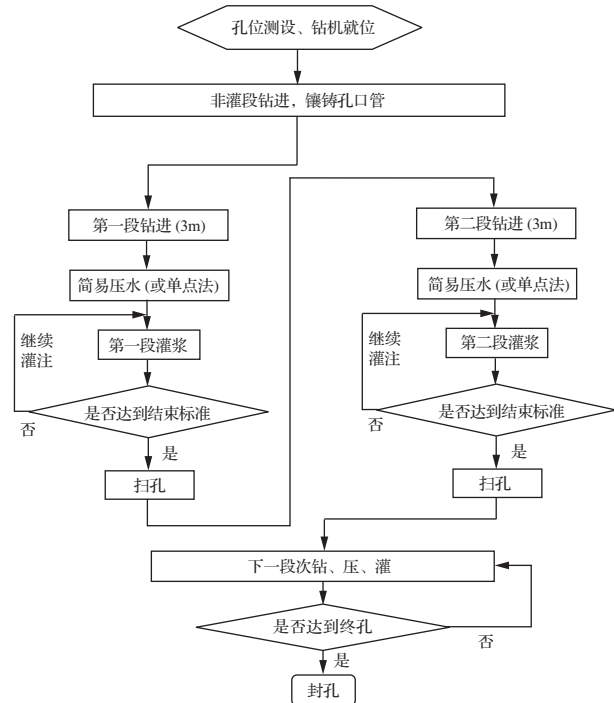 孔位测设、钻机就位
非灌段钻进，镶铸孔口管
第一段钻进 (3m)
简易压水 (或单点法)
继续
灌注
第一段灌浆
是否达到结束标准
否
是
扫孔
第二段钻进 (3m)
简易压水 (或单点法)
继续
灌注
第二段灌浆
是否达到结束标准
否
是
扫孔
下一段次钻、压、灌
是否达到终孔
否
是
封孔